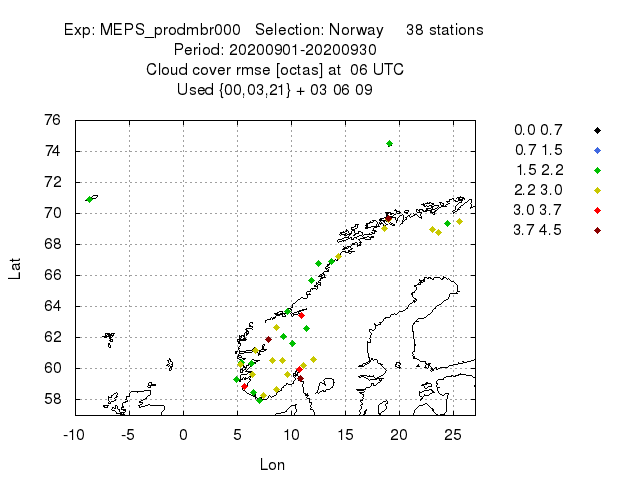 Exp: MEPS_prodmbr000 Selection: Norway 38 stations
Period: 20200901-20200930
Cloud cover rmse [octas] at 06 UTC
Used {00,03,21} + 03 06 09
76
74
72
70
68
66
64
62
60
58
Lat
-10 -5 0 5 10 15 20 25
Lon
0.0 0.7
0.7 1.5
1.5 2.2
2.2 3.0
3.0 3.7
3.7 4.5